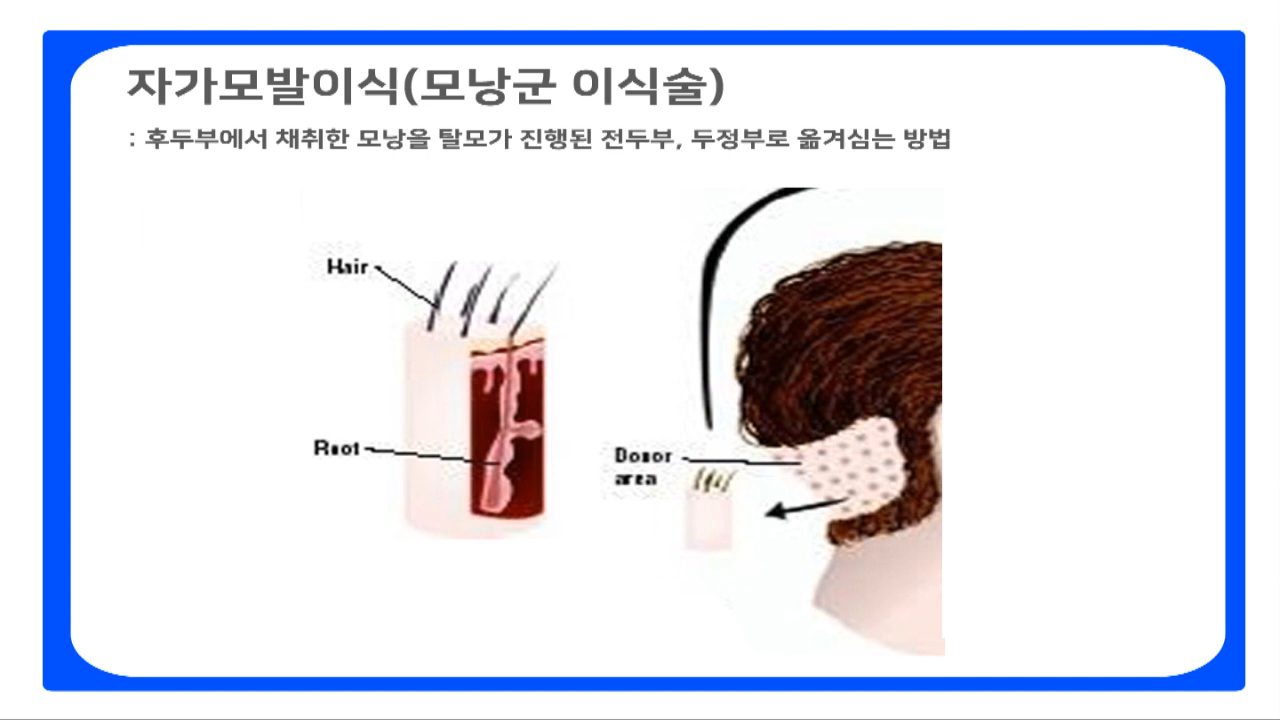 자가모발이식(모낭군 이식술)
: 후두부에서 채취한 모낭을 탈모가 진행된 전두부, 두정부로 옮겨심는 방법
Hair
Root
Donor
area